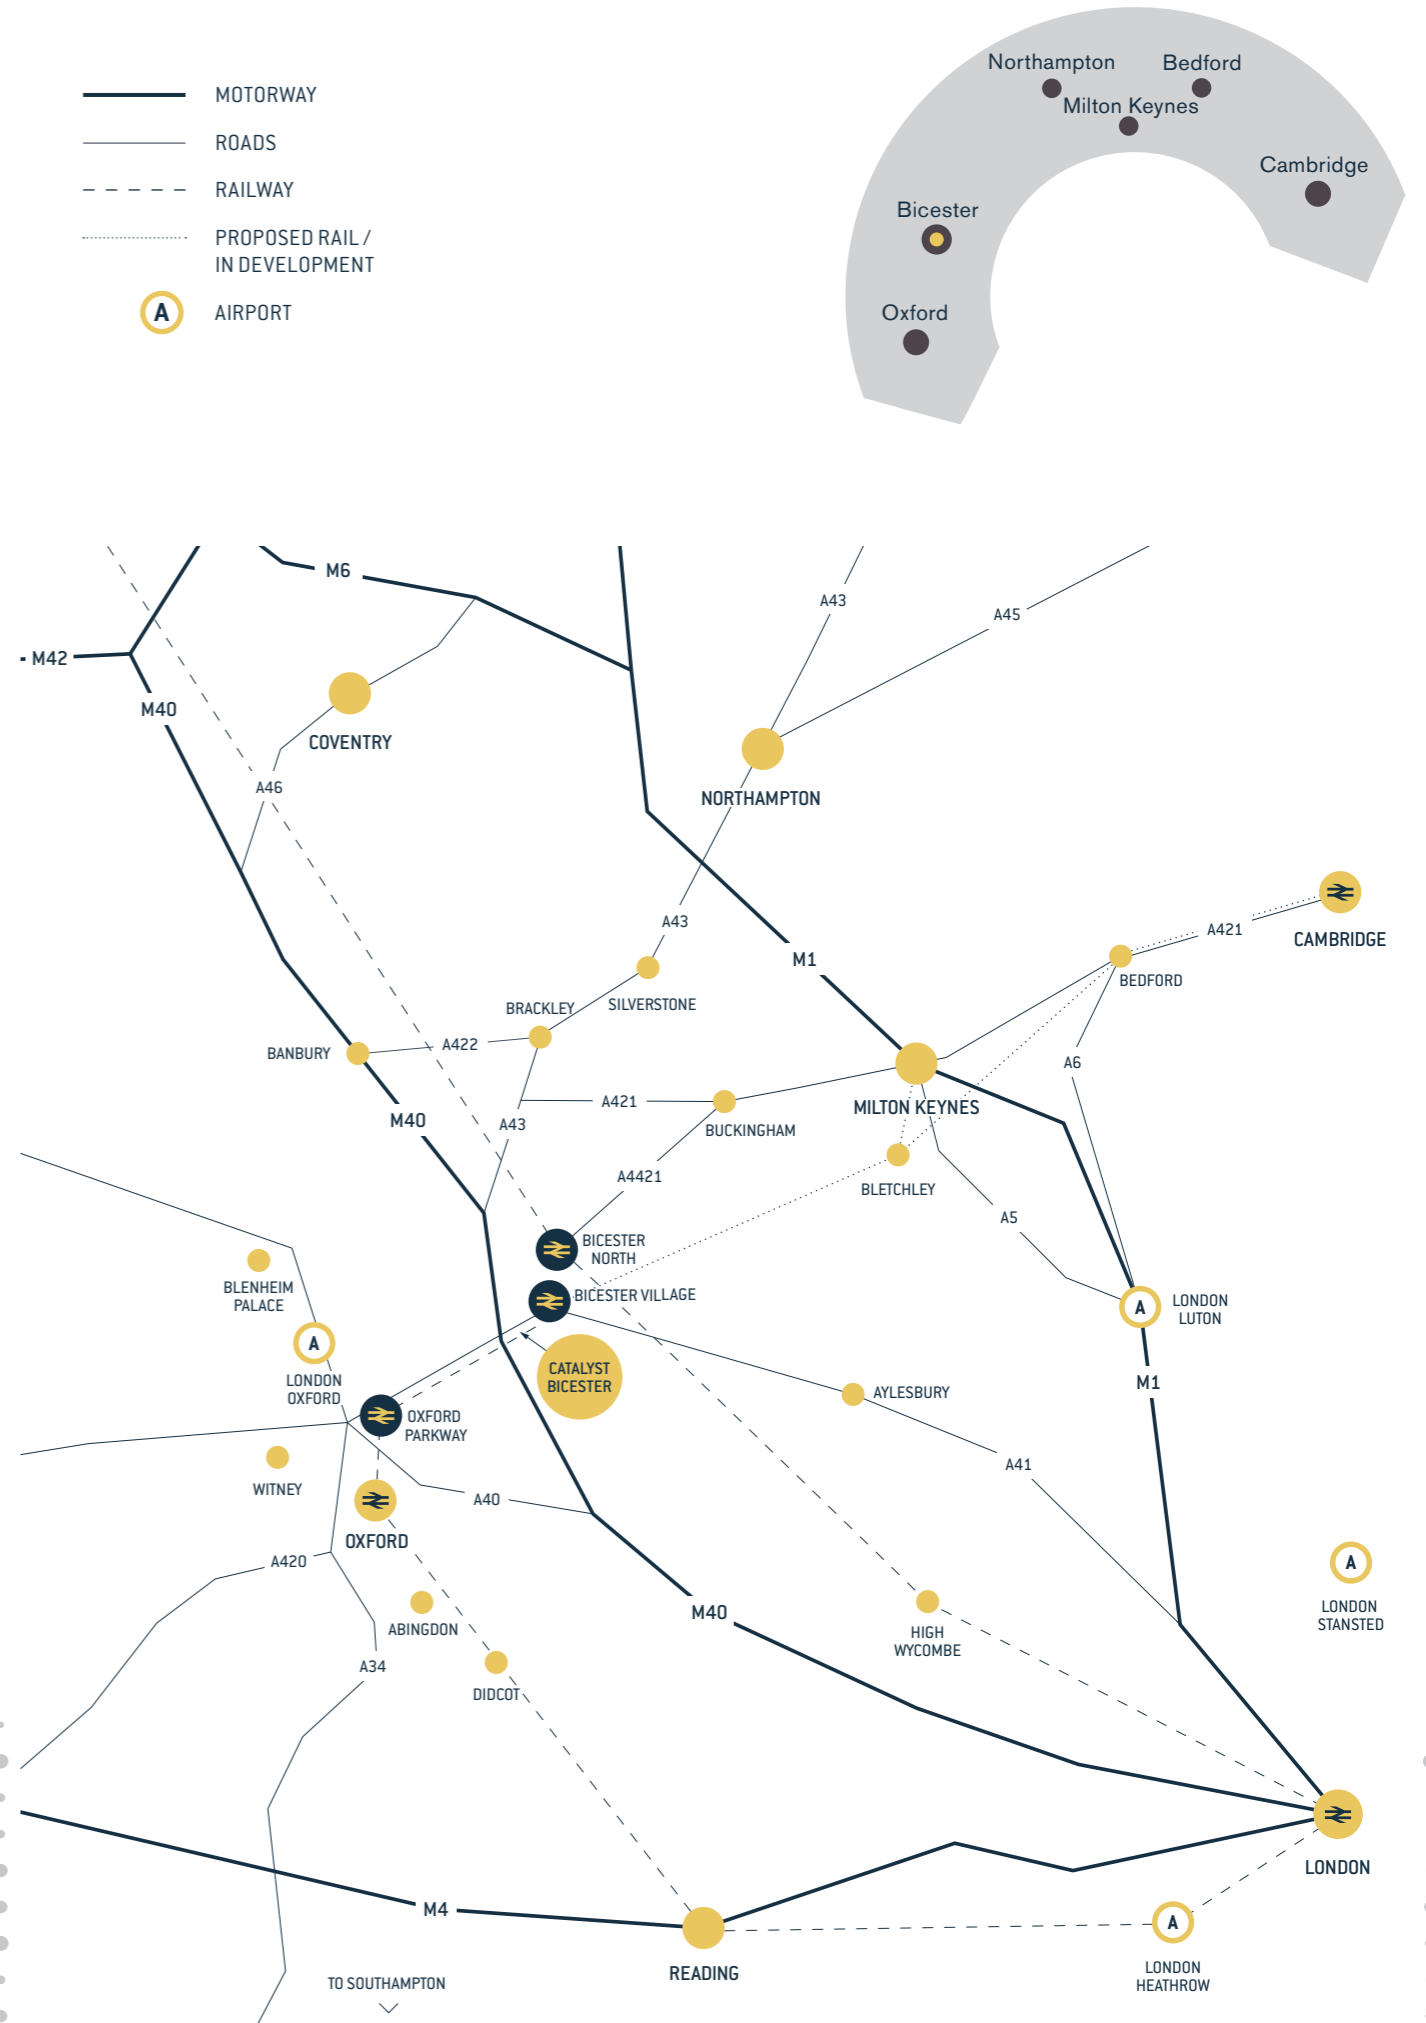 MOTORWAY
ROADS
RAILWAY
PROPOSED RAIL /
IN DEVELOPMENT
A
AIRPORT
Northampton
Bedford
Milton Keynes
Cambridge
Bicester
Oxford
M6
A43
A45
M42
M40
COVENTRY
A46
NORTHAMPTON
A43
A421
CAMBRIDGE
M1
BEDFORD
SILVERSTONE
BRACKLEY
BANBURY
A422
A6
A421
MILTON KEYNES
M40
A43
BUCKINGHAM
A4421
BLETCHLEY
A5
BICESTER
NORTH
BLENHEIM
PALACE
BICESTER VILLAGE
A
LONDON
LUTON
A
LONDON
OXFORD
CATALYST
BICESTER
M1
AYLESBURY
OXFORD
PARKWAY
A41
WITNEY
A40
OXFORD
A420
A
LONDON
STANSTED
M40
ABINGDON
HIGH
WYCOMBE
A34
DIDCOT
LONDON
M4
A
READING
LONDON
HEATHROW
TO SOUTHAMPTON